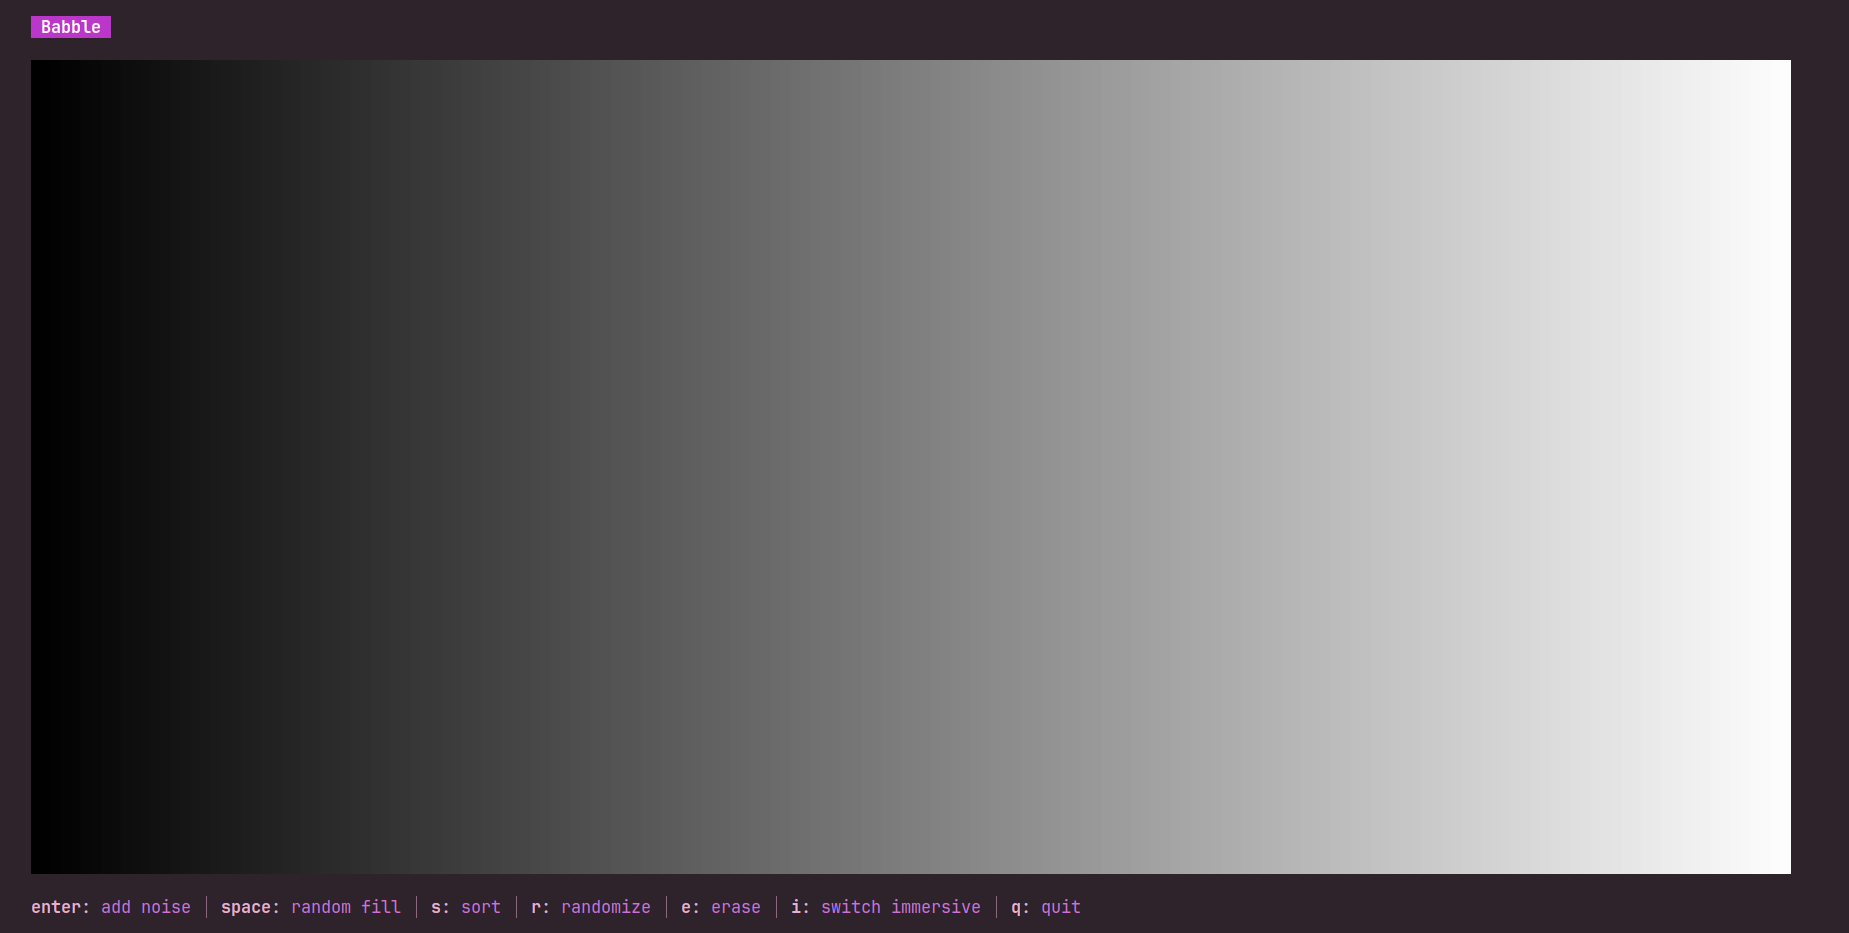 Babble
enter: add noise │ space: random fill │ s: sort │ r: randomize │ e: erase │ i: switch immersive │ q: quit